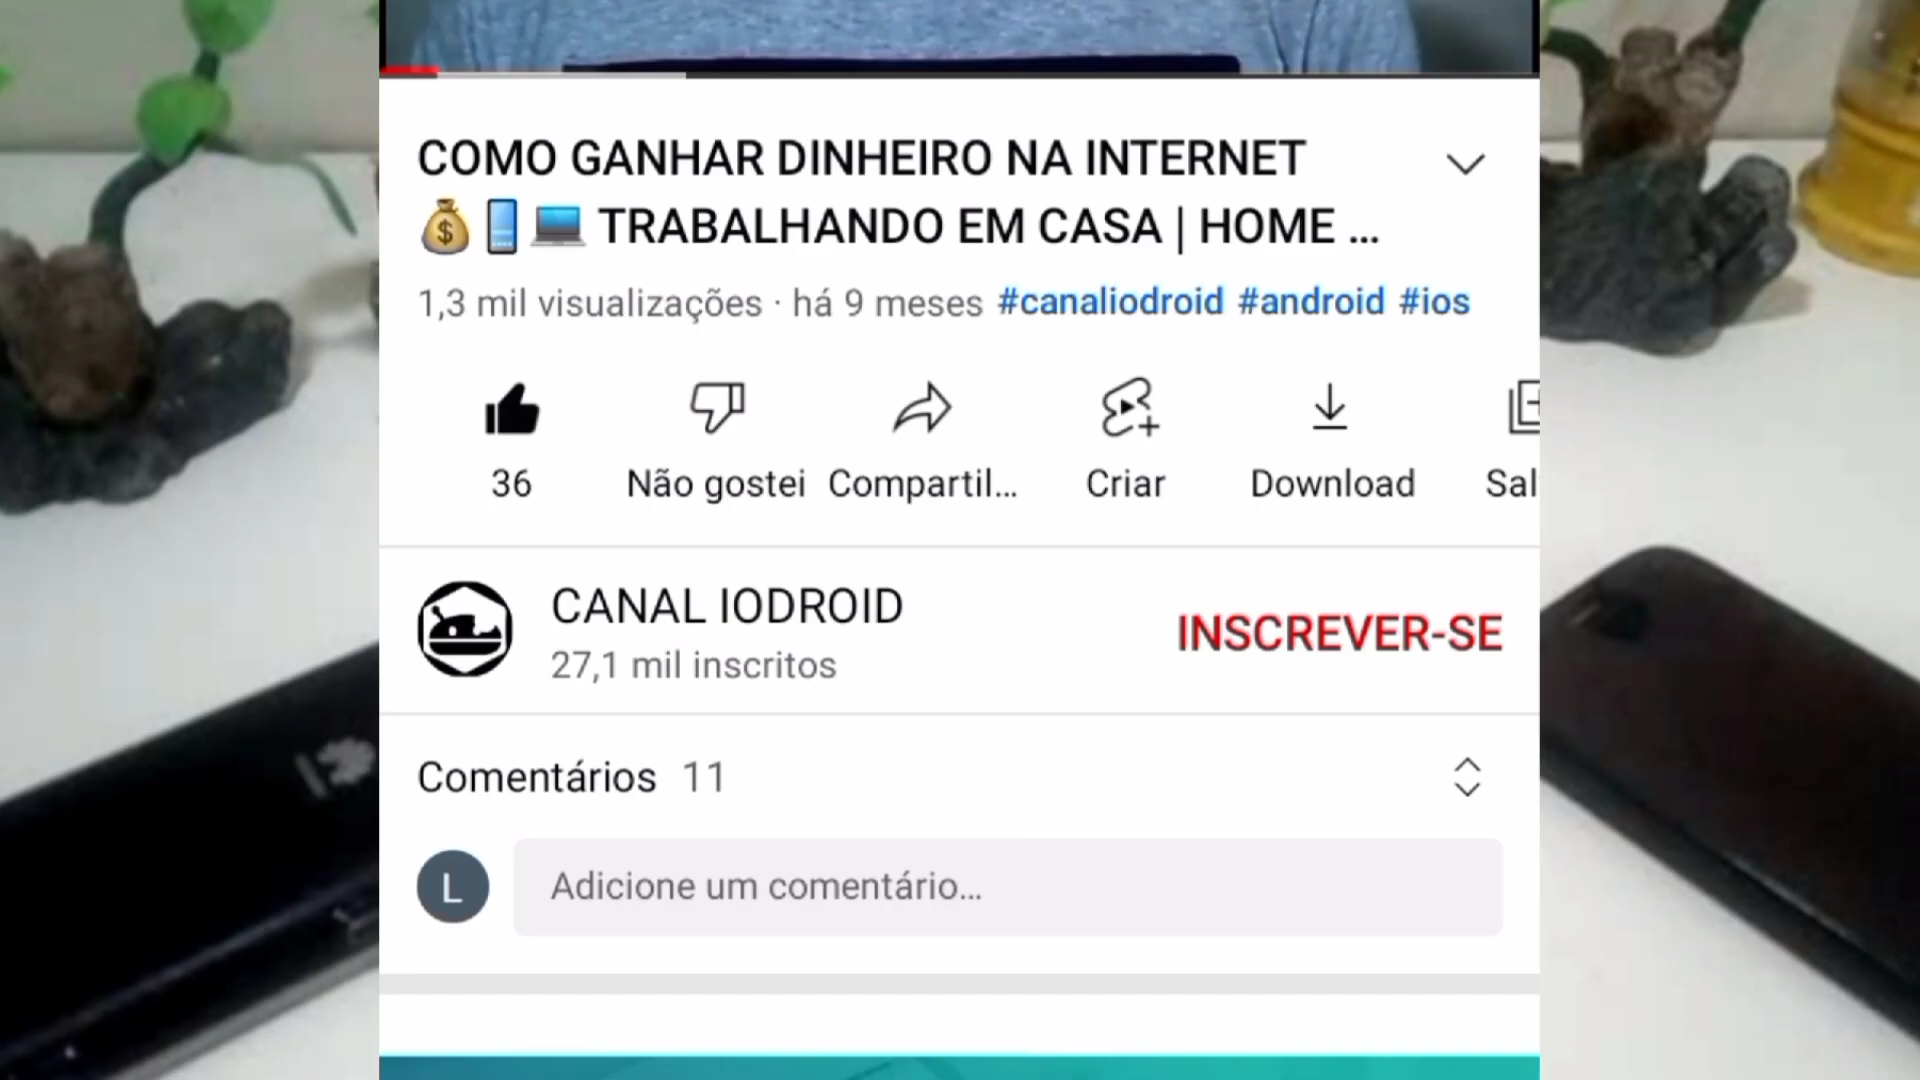 COMO GANHAR DINHEIRO NA INTERNET
💰📱💻 TRABALHANDO EM CASA | HOME ...
1,3 mil visualizações · há 9 meses #canaliodroid #android #ios
36 Não gostei Compartil... Criar Download Sal
CANAL IODROID
27,1 mil inscritos
INSCREVER-SE
Comentários 11
L Adicione um comentário...